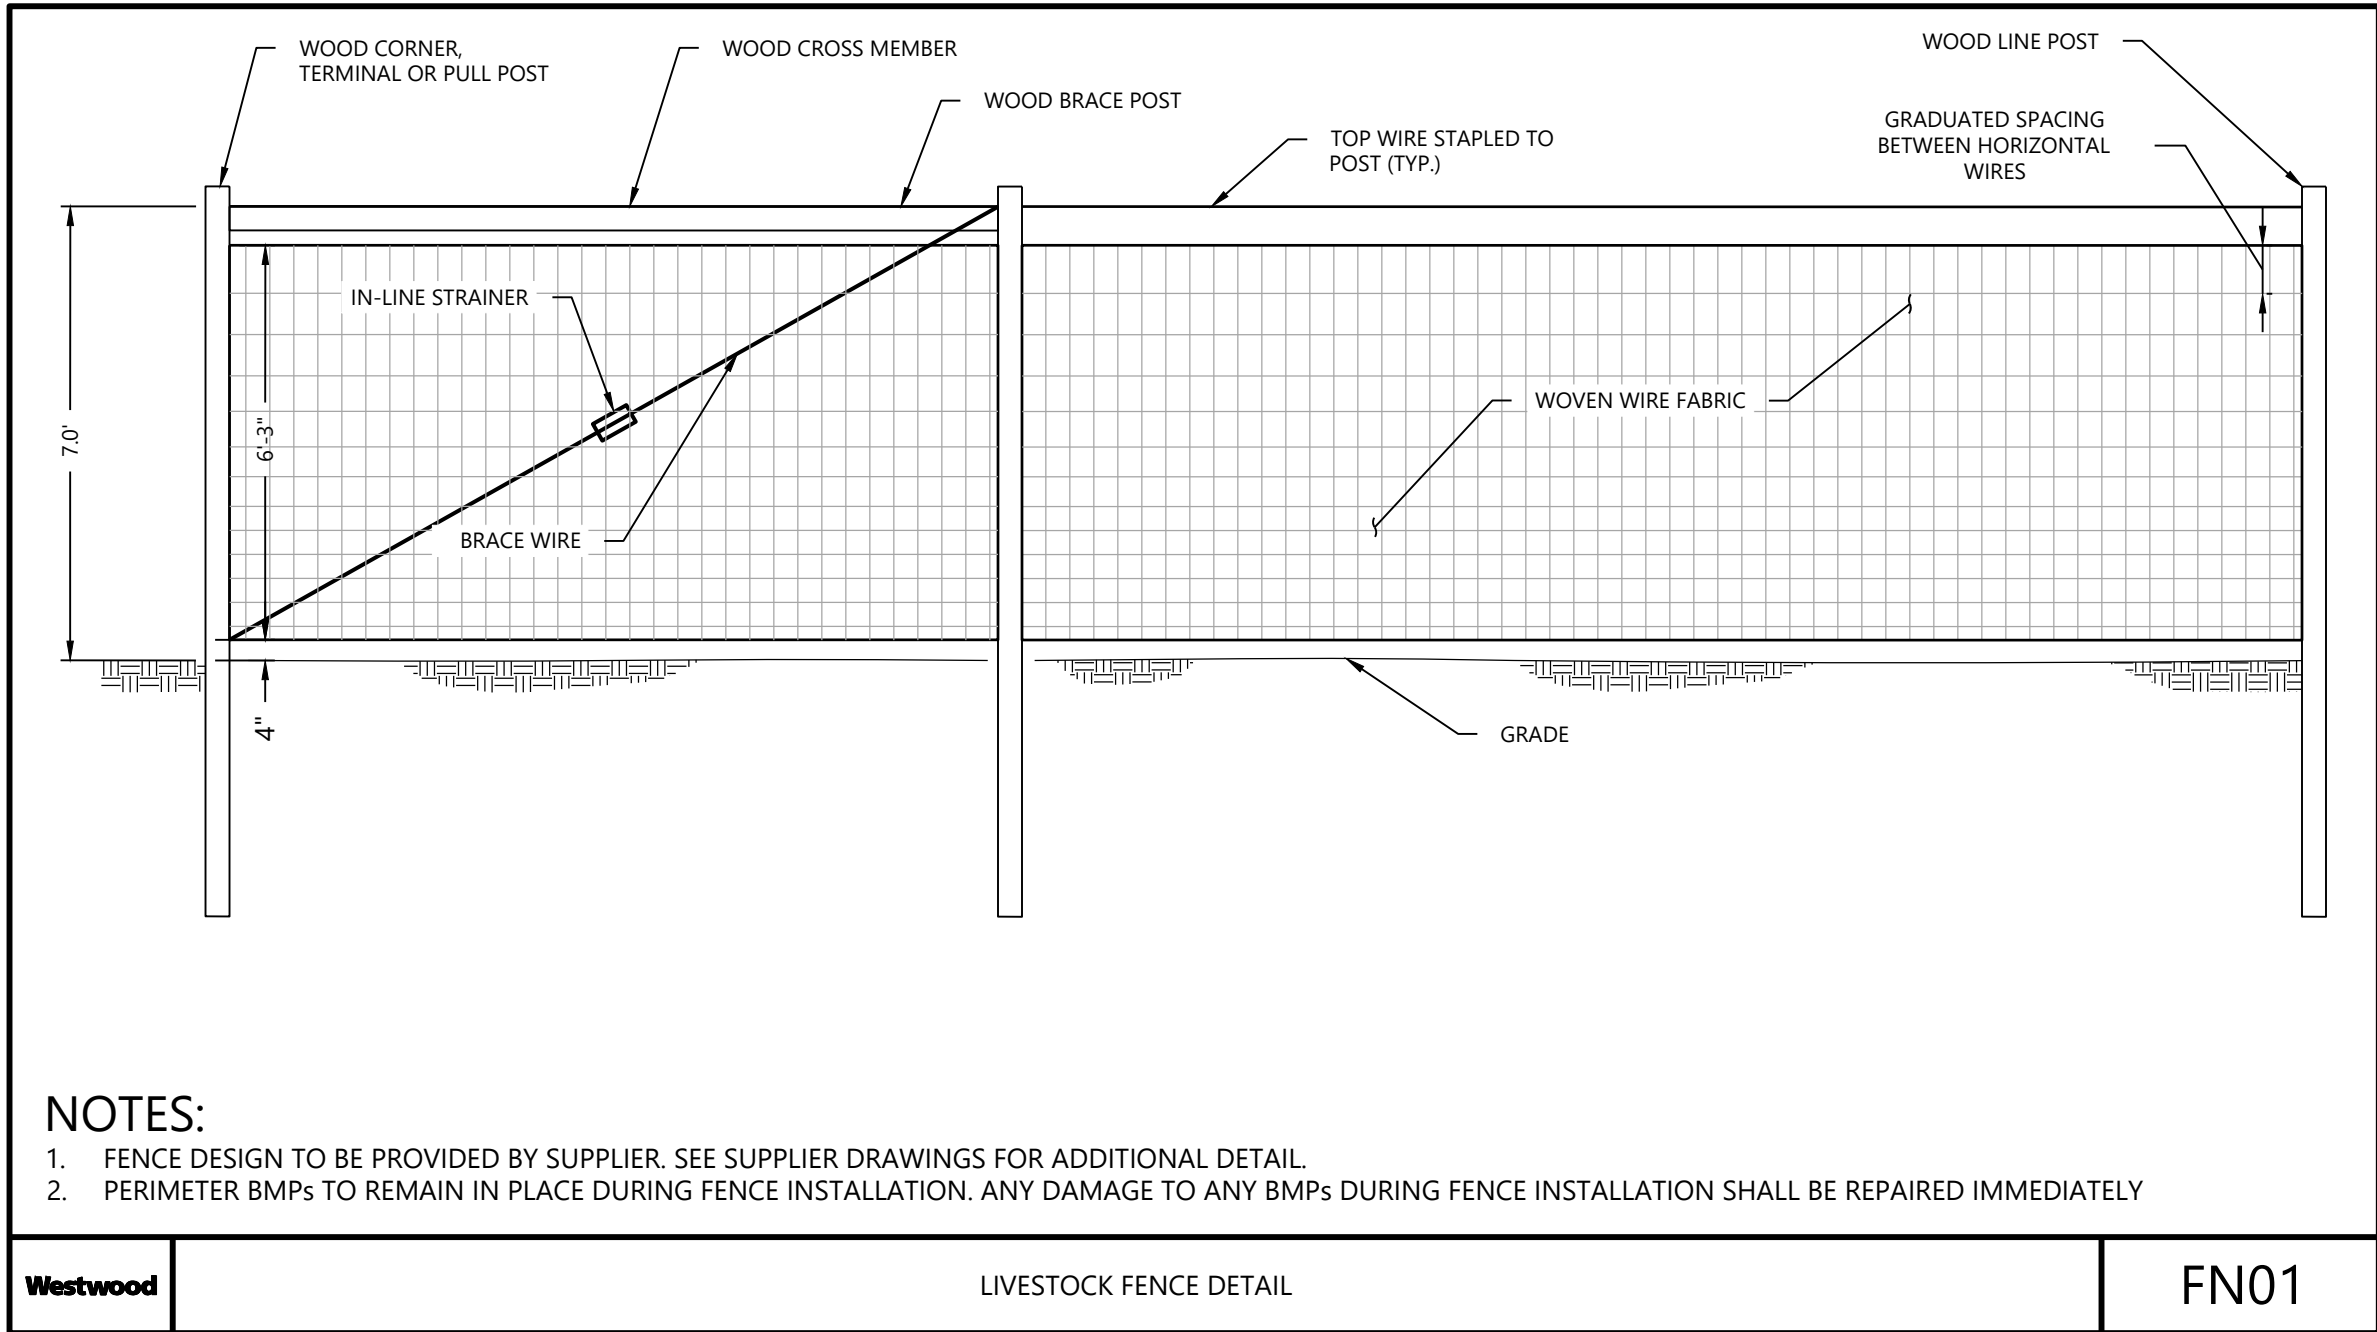 WOOD CORNER,
TERMINAL OR PULL POST
WOOD CROSS MEMBER
WOOD BRACE POST
TOP WIRE STAPLED TO
POST (TYP.)
WOOD LINE POST
GRADUATED SPACING
BETWEEN HORIZONTAL
WIRES
IN-LINE STRAINER
7.0'
6'-3"
WOVEN WIRE FABRIC
BRACE WIRE
4"
GRADE
NOTES:
1. FENCE DESIGN TO BE PROVIDED BY SUPPLIER. SEE SUPPLIER DRAWINGS FOR ADDITIONAL DETAIL.
2. PERIMETER BMPs TO REMAIN IN PLACE DURING FENCE INSTALLATION. ANY DAMAGE TO ANY BMPs DURING FENCE INSTALLATION SHALL BE REPAIRED IMMEDIATELY
Westwood
LIVESTOCK FENCE DETAIL
FN01